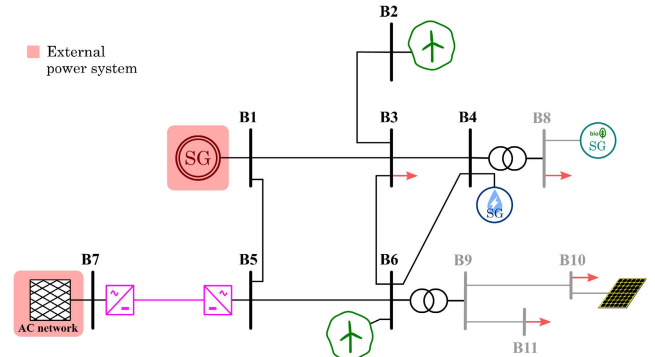 B2
External
power system
B1
B3
B4
B8
SG
bio
SG
SG
B7
B5
B6
B9
B10
AC network
B11